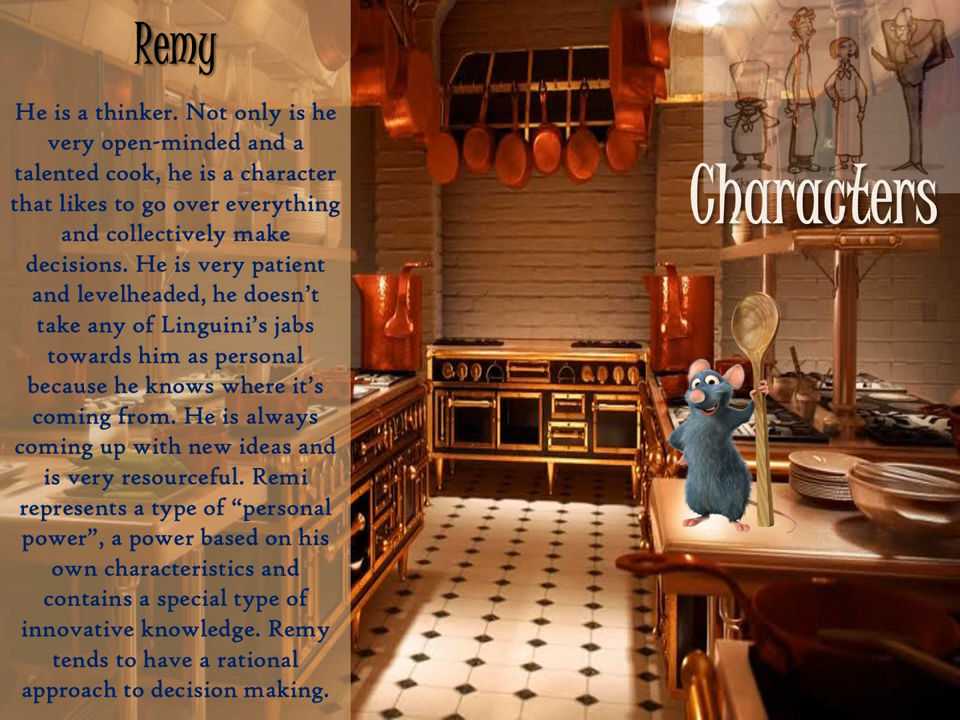 Remy
He is a thinker. Not only is he
very open-minded and a
talented cook, he is a character
that likes to go over everything
and collectively make
decisions. He is very patient
and levelheaded, he doesn’t
take any of Linguini’s jabs
towards him as personal
because he knows where it’s
coming from. He is always
coming up with new ideas and
is very resourceful. Remi
represents a type of “personal
power”, a power based on his
own characteristics and
contains a special type of
innovative knowledge. Remy
tends to have a rational
approach to decision making.
Characters